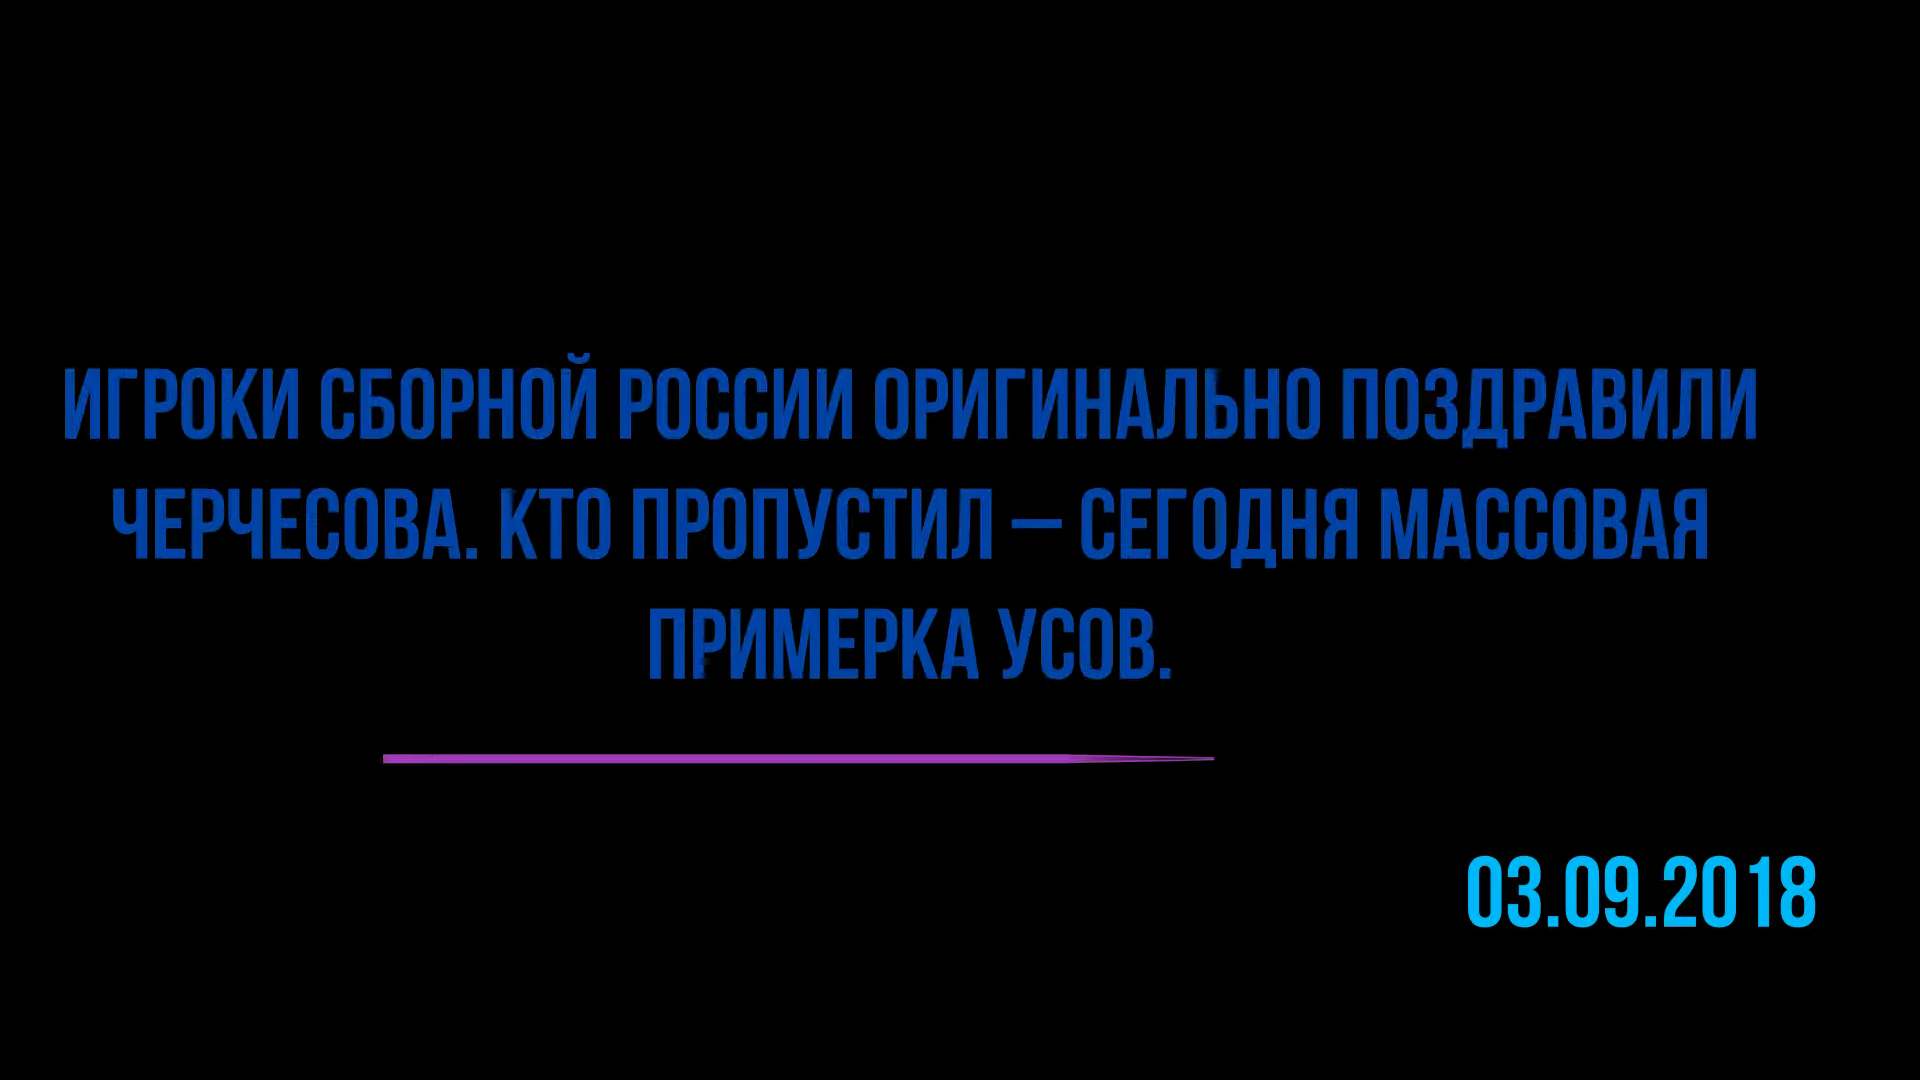 ИГРОКИ СБОРНОЙ РОССИИ ОРИГИНАЛЬНО ПОЗДРАВИЛИ
ЧЕРЧЕСОВА. КТО ПРОПУСТИЛ – СЕГОДНЯ МАССОВАЯ
ПРИМЕРКА УСОВ.
03.09.2018